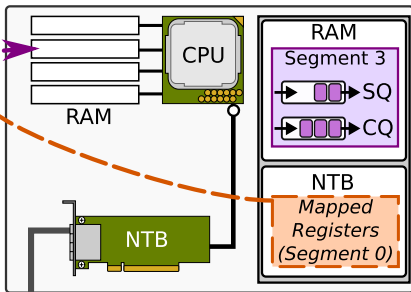 CPU
RAM
NTB
RAM
Segment 3
SQ
CQ
NTB
Mapped
Registers
(Segment 0)